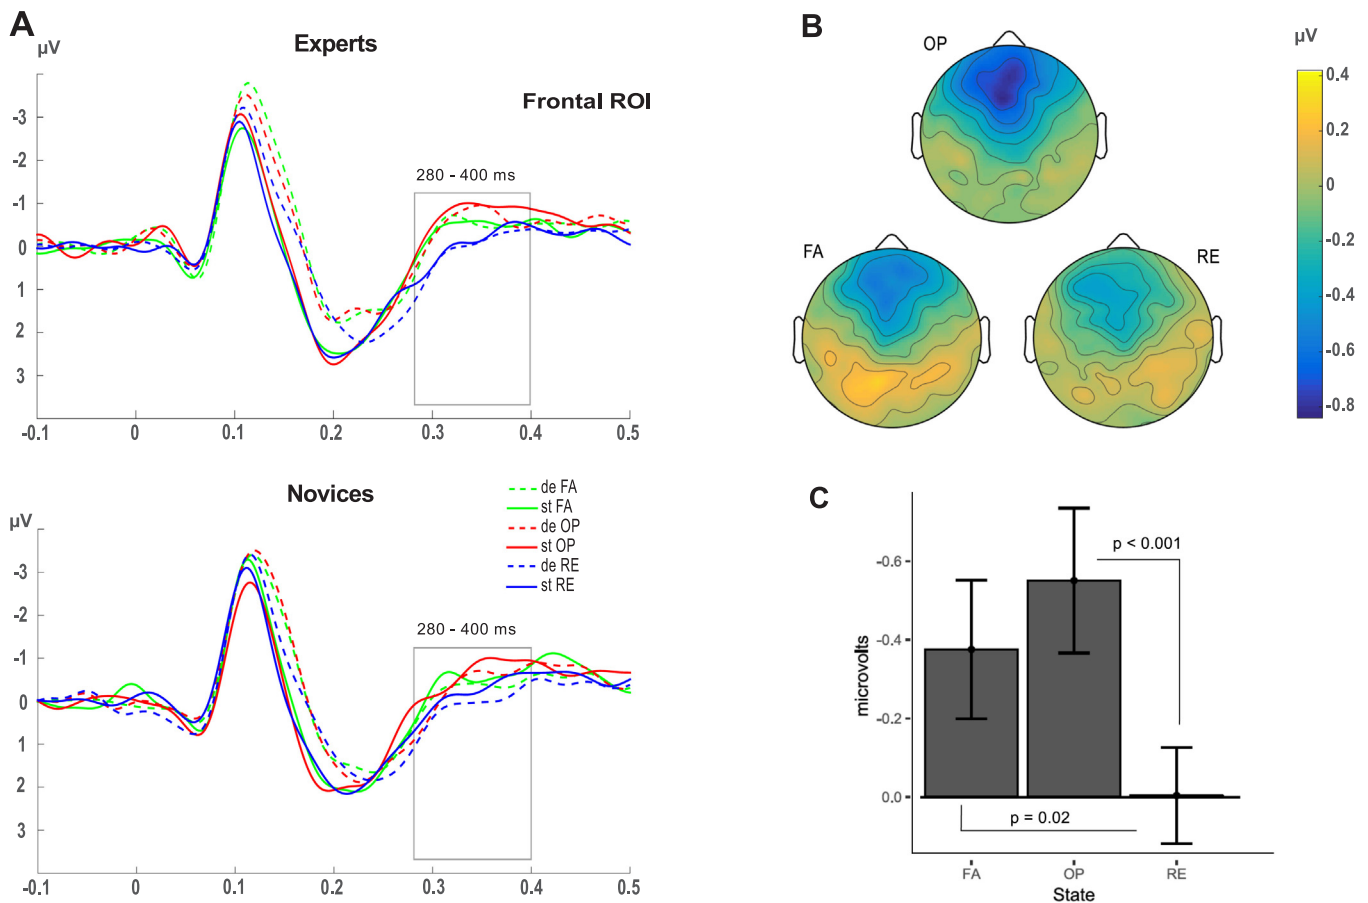 A
µV
Experts
Frontal ROI
280 - 400 ms
-3
-2
-1
0
1
2
3
-0.1
0
0.1
0.2
0.3
0.4
0.5
Novices
µV
de FA
st FA
de OP
st OP
de RE
st RE
280 - 400 ms
-3
-2
-1
0
1
2
3
-0.1
0
0.1
0.2
0.3
0.4
0.5
B
OP
FA
RE
µV
0.4
0.2
0
-0.2
-0.4
-0.6
-0.8
C
microvolts
-0.6
-0.4
-0.2
0.0
p < 0.001
p = 0.02
FA
OP
RE
State